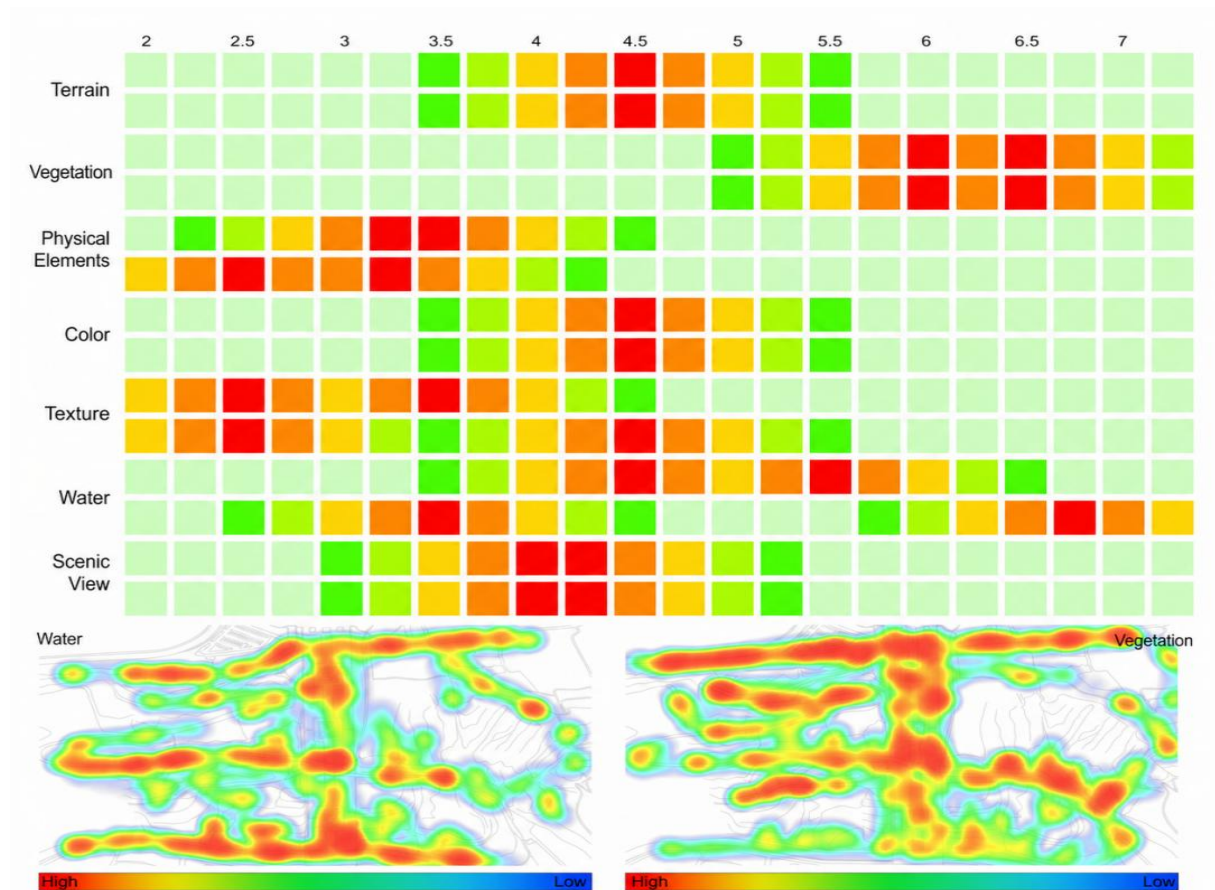 2 2.5 3 3.5 4 4.5 5 5.5 6 6.5 7
Terrain
Vegetation
Physical
Elements
Color
Texture
Water
Scenic
View
Water
Vegetation
High Low
High Low